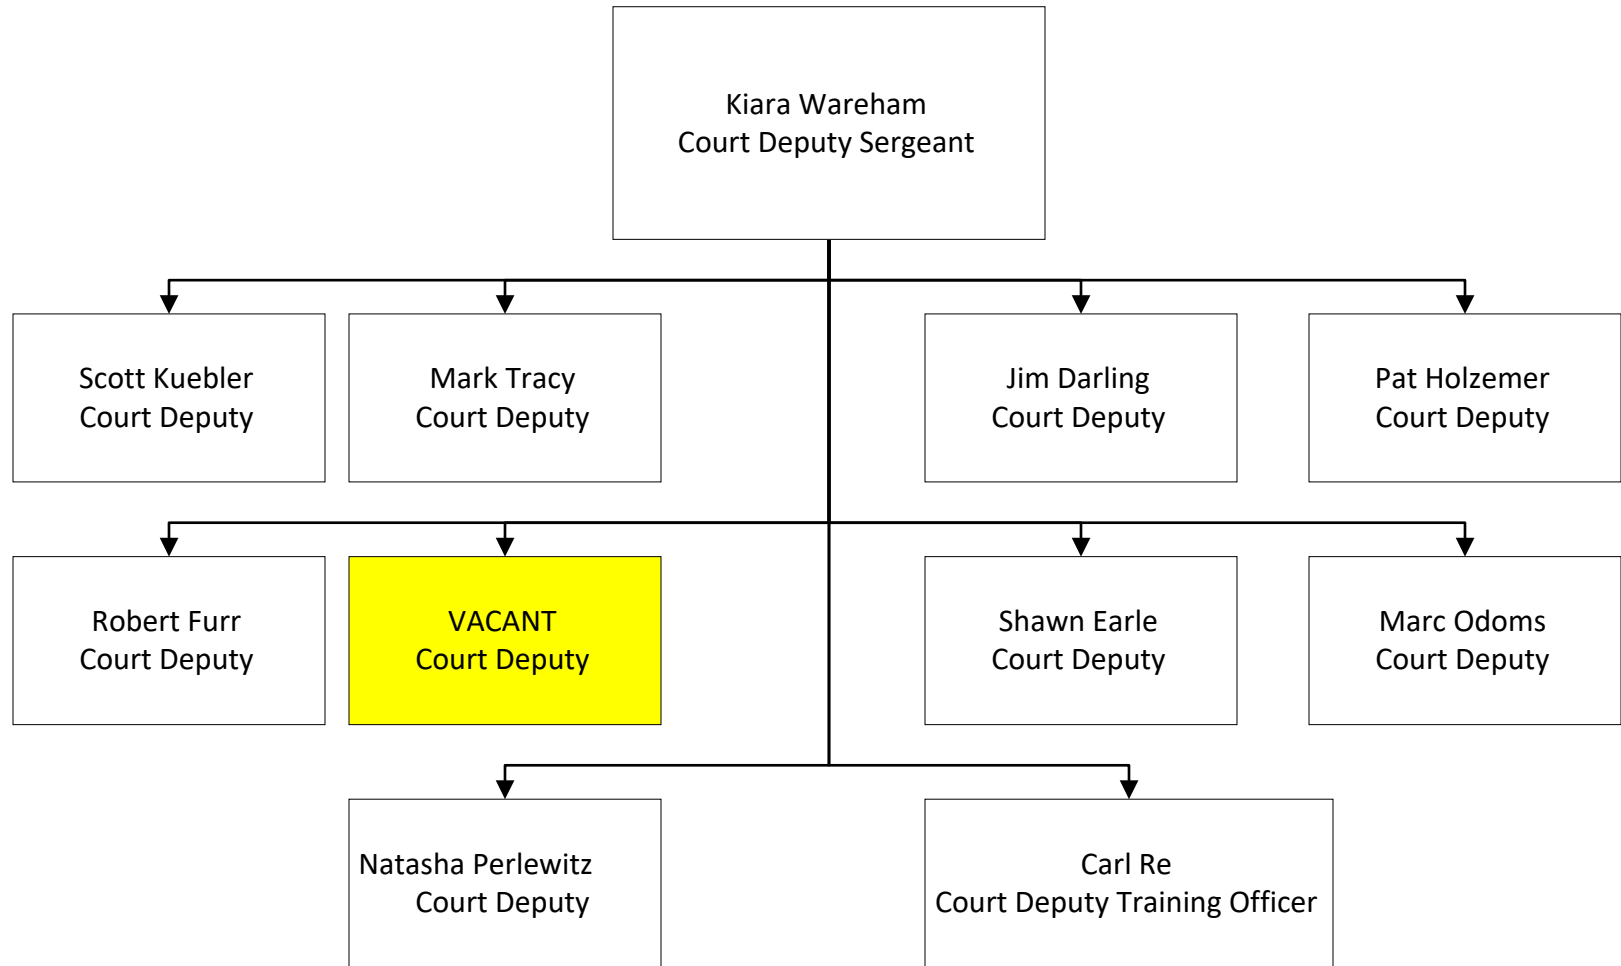 Kiara Wareham
Court Deputy Sergeant
Scott Kuebler
Court Deputy
Mark Tracy
Court Deputy
Jim Darling
Court Deputy
Pat Holzemer
Court Deputy
Robert Furr
Court Deputy
VACANT
Court Deputy
Shawn Earle
Court Deputy
Marc Odoms
Court Deputy
Natasha Perlewitz
Court Deputy
Carl Re
Court Deputy Training Officer